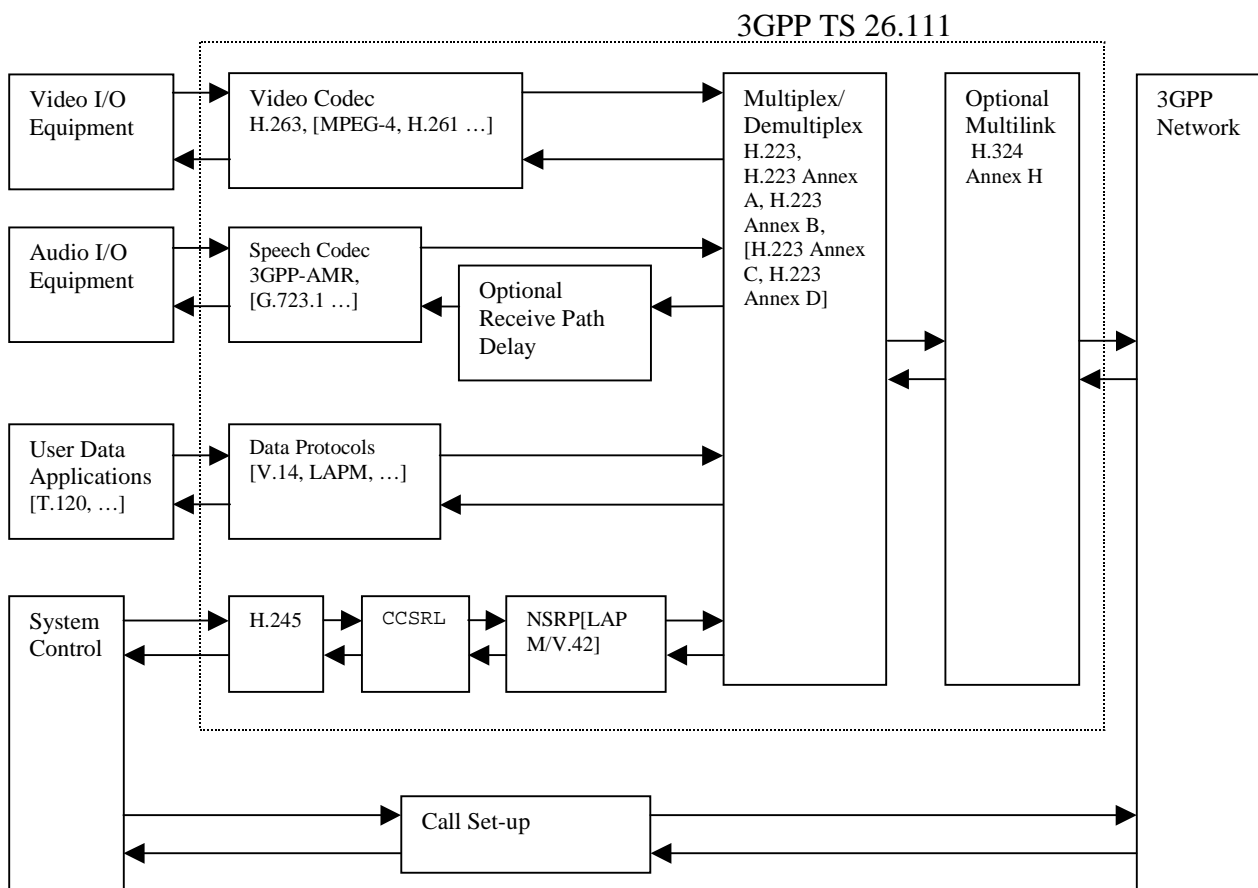 3GPP TS 26.111
Video I/O
Equipment
Video Codec
H.263, [MPEG-4, H.261 …]
Multiplex/
Demultiplex
H.223,
H.223 Annex
A, H.223
Annex B,
[H.223 Annex
C, H.223
Annex D]
Optional
Multilink
H.324
Annex H
3GPP
Network
Audio I/O
Equipment
Speech Codec
3GPP-AMR,
[G.723.1 …]
Optional
Receive Path
Delay
User Data
Applications
[T.120, …]
Data Protocols
[V.14, LAPM, …]
System
Control
H.245
CCSRL
NSRP[LAP
M/V.42]
Call Set-up